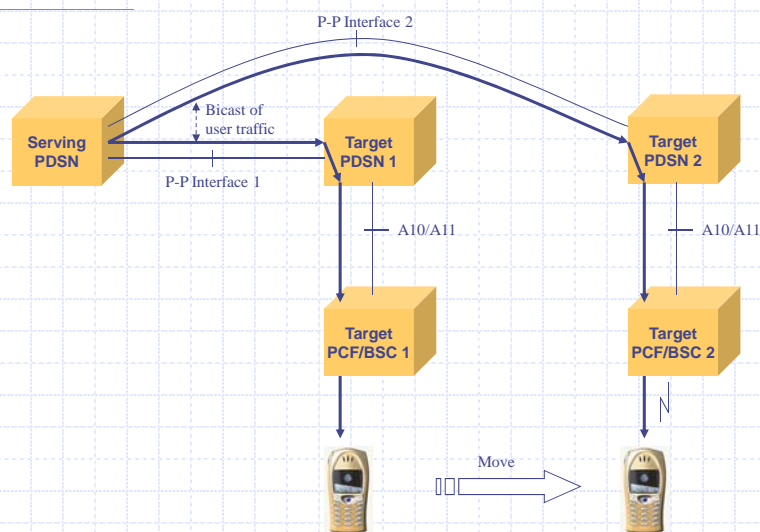 P-P Interface 2
Bicast of
user traffic
Serving
PDSN
Target
PDSN 1
Target
PDSN 2
P-P Interface 1
A10/A11
A10/A11
Target
PCF/BSC 1
Target
PCF/BSC 2
Move